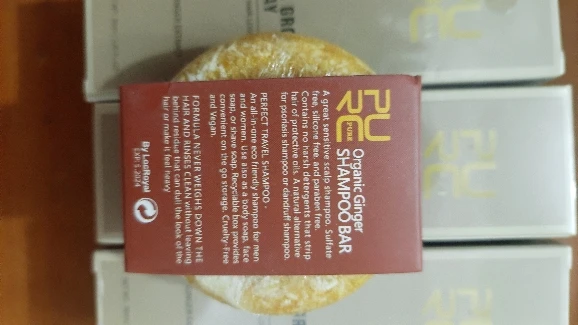 PURC
PURE
Organic Ginger
SHAMPOO BAR
A great sensitive scalp shampoo. Sulfate
free, silicone free, and paraben free.
Contains no harsh detergents that strip
hair of protective oils. A natural alternative
for psoriasis shampoo or dandruff shampoo.
PERFECT TRAVEL SHAMPOO -
An all-in-one eco friendly shampoo for men
and women. Use also as a body soap, face
soap, or shave soap. Recyclable box provides
convenient on the go storage. Cruelty-Free
and Vegan.
FORMULA NEVER WEIGHS DOWN THE
HAIR AND RINSES CLEAN without leaving
behind residue that can dull the look of the
hair or make it feel heavy
By LeoRoyal